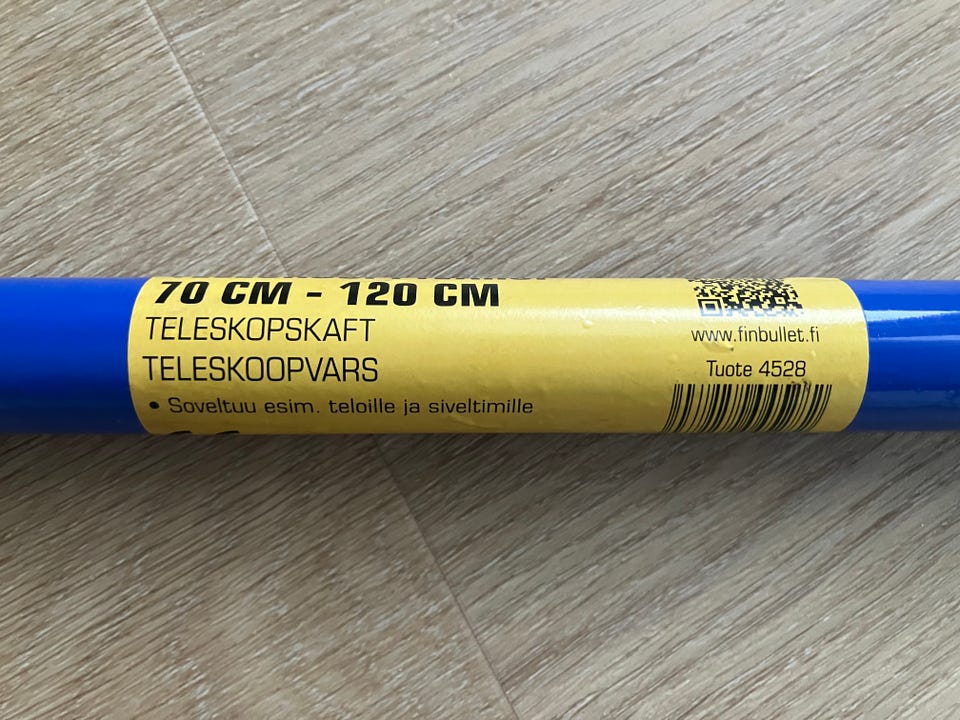 70 CM - 120 CM
TELESKOPSKAFT
TELESKOOPVARS
• Soveltuu esim. teloille ja siveltimille
www.finbullet.fi
Tuote 4528